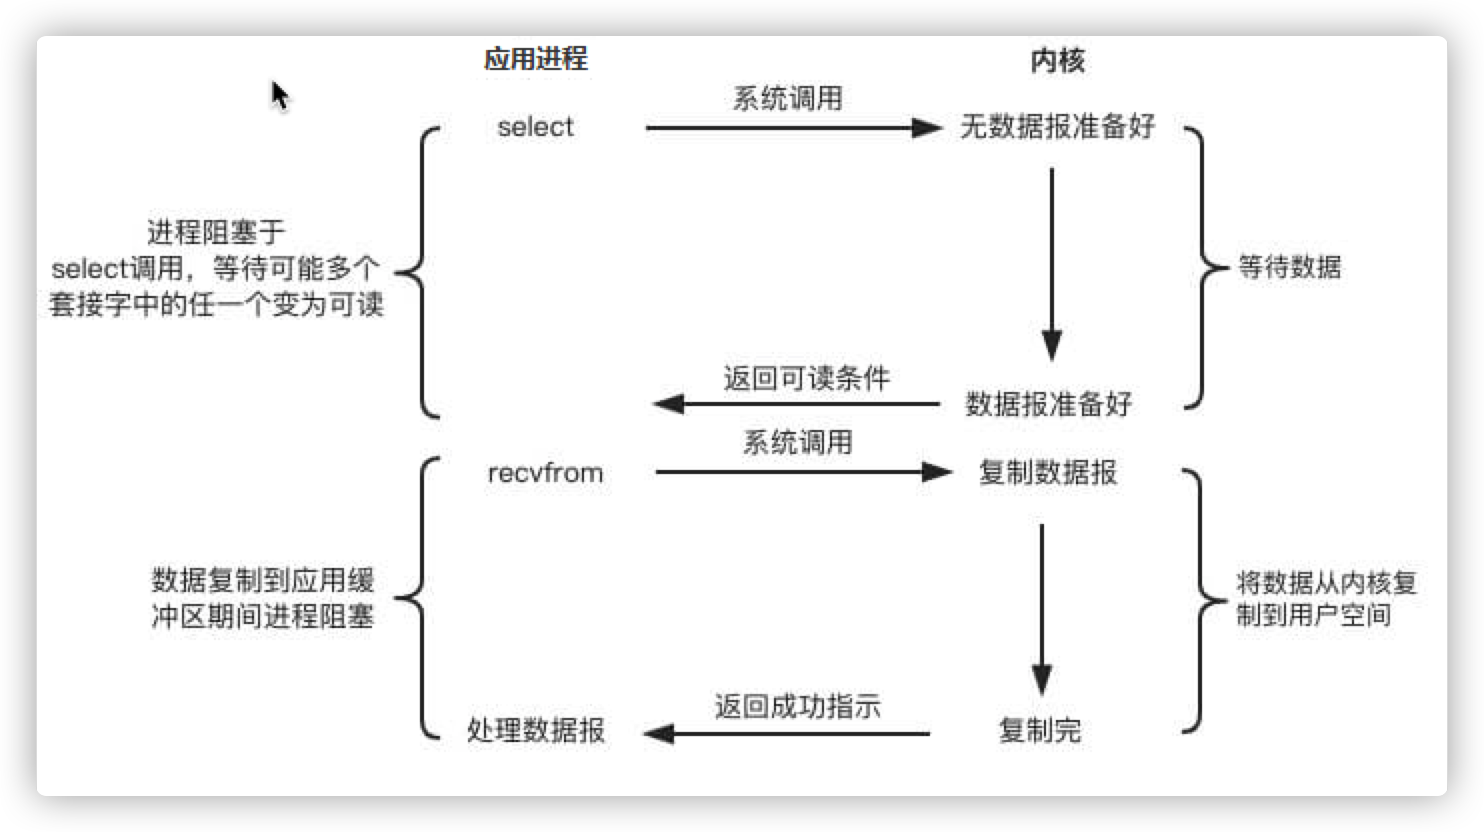 应用进程
内核
系统调用
select
无数据报准备好
进程阻塞于
select调用，等待可能多个
套接字中的任一个变为可读
等待数据
返回可读条件
数据报准备好
系统调用
recvfrom
复制数据报
数据复制到应用缓
冲区期间进程阻塞
将数据从内核复
制到用户空间
返回成功指示
处理数据报
复制完